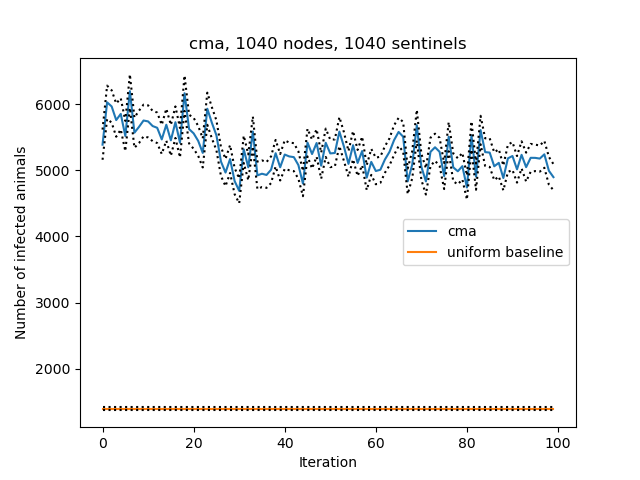 cma, 1040 nodes, 1040 sentinels
Number of infected animals
6000
5000
4000
3000
2000
cma
uniform baseline
0
20
40
60
80
100
Iteration